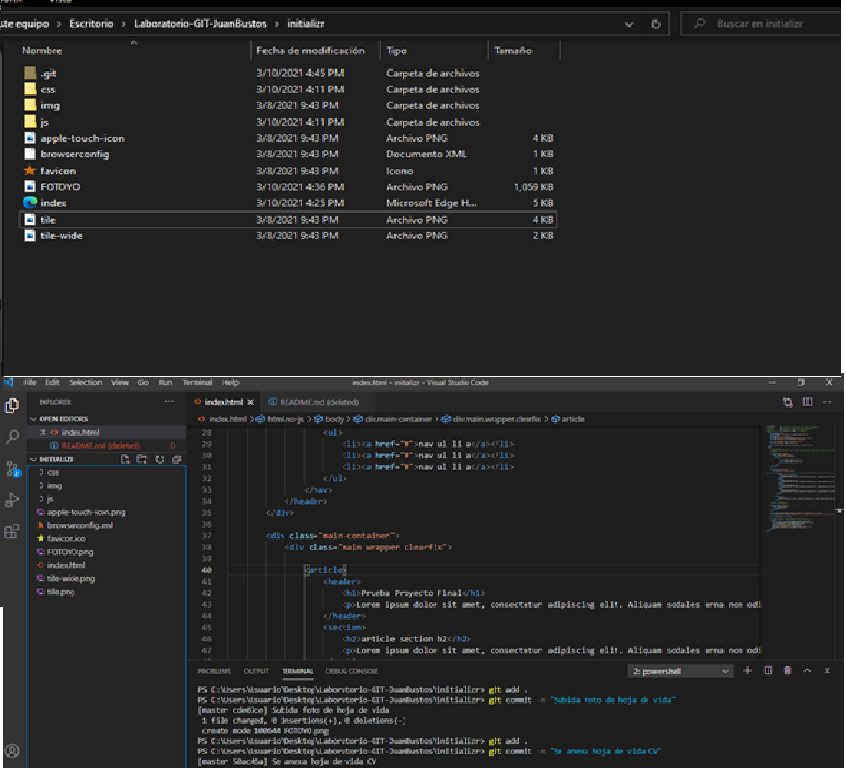 ute equipo > Escritorio > Laboratorio-GIT-JuanBustos > initializr
Buscar en initializr
Nombre Fecha de modificación Tipo Tamaño
.git 3/10/2021 4:45 PM Carpeta de archivos
css 3/10/2021 4:11 PM Carpeta de archivos
img 3/8/2021 9:43 PM Carpeta de archivos
js 3/10/2021 4:11 PM Carpeta de archivos
apple-touch-icon 3/8/2021 9:43 PM Archivo PNG 4 KB
browserconfig 3/8/2021 9:43 PM Documento XML 1 KB
favicon 3/8/2021 9:43 PM Icono 1 KB
FOTOYO 3/10/2021 4:36 PM Archivo PNG 1,059 KB
index 3/10/2021 4:25 PM Microsoft Edge H... 5 KB
tile 3/8/2021 9:43 PM Archivo PNG 4 KB
tile-wide 3/8/2021 9:43 PM Archivo PNG 2 KB
File Edit Selection View Go Run Terminal Help index.html - initializr - Visual Studio Code
EXPLORER ...
OPEN EDITORS
index.html
README.md (deleted) D
INITIALIZR
css
img
js
apple-touch-icon.png
browserconfig.xml
favicon.ico
FOTOYO.png
index.html
tile-wide.png
tile.png
index.html README.md (deleted)
index.html > html.no-js > body > div.main-container > div.main.wrapper.clearfix > article
28 <ul>
29 <li><a href="#">nav ul li a</a></li>
30 <li><a href="#">nav ul li a</a></li>
31 <li><a href="#">nav ul li a</a></li>
32 </ul>
33 </nav>
34 </header>
35 </div>
36
37 <div class="main-container">
38 <div class="main wrapper clearfix">
39
40 <article>
41 <header>
42 <h1>Prueba Proyecto Final</h1>
43 <p>Lorem ipsum dolor sit amet, consectetur adipiscing elit. Aliquam sodales urna non odi
44 </header>
45 <section>
46 <h2>article section h2</h2>
47 <p>Lorem ipsum dolor sit amet, consectetur adipiscing elit. Aliquam sodales urna non odi
PROBLEMS OUTPUT TERMINAL DEBUG CONSOLE 2: powershell
PS C:\Users\Usuario\Desktop\Laboratorio-GIT-JuanBustos\initializr> git add .
PS C:\Users\Usuario\Desktop\Laboratorio-GIT-JuanBustos\initializr> git commit -m "Subida foto de hoja de vida"
[master cde03ce] Subida foto de hoja de vida
1 file changed, 0 insertions(+), 0 deletions(-)
create mode 100644 FOTOYO.png
PS C:\Users\Usuario\Desktop\Laboratorio-GIT-JuanBustos\initializr> git add .
PS C:\Users\Usuario\Desktop\Laboratorio-GIT-JuanBustos\initializr> git commit -m "Se anexa hoja de vida CV"
[master 50ac46a] Se anexa hoja de vida CV